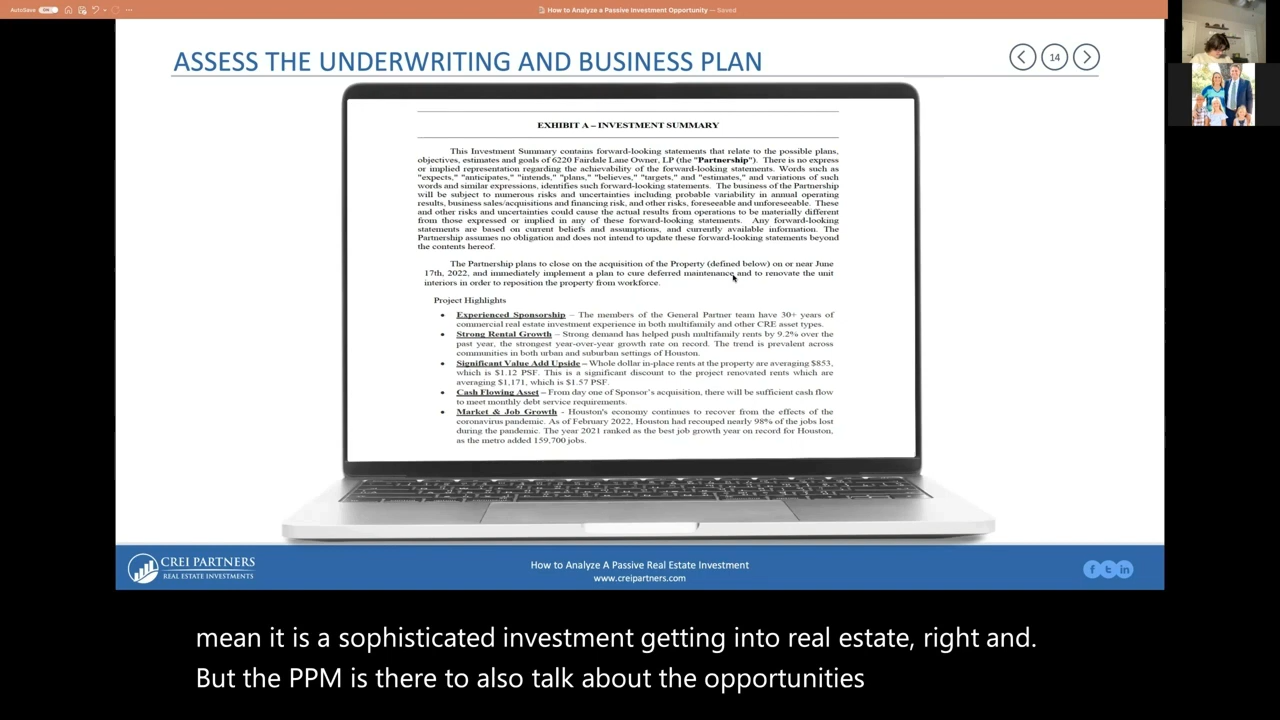 AutoSave ON
How to Analyze a Passive Investment Opportunity — Saved
ASSESS THE UNDERWRITING AND BUSINESS PLAN
14
EXHIBIT A – INVESTMENT SUMMARY
This Investment Summary contains forward-looking statements that relate to the possible plans,
objectives, estimates and goals of 6220 Fairdale Lane Owner, LP (the "Partnership"). There is no express
or implied representation regarding the achievability of the forward-looking statements. Words such as
"expects," "anticipates," "intends," "plans," "believes," "targets," and "estimates," and variations of such
words and similar expressions, identifies such forward-looking statements. The business of the Partnership
will be subject to numerous risks and uncertainties including probable variability in annual operating
results, business sales/acquisitions and financing risk, and other risks, foreseeable and unforeseeable. These
and other risks and uncertainties could cause the actual results from operations to be materially different
from those expressed or implied in any of these forward-looking statements. Any forward-looking
statements are based on current beliefs and assumptions, and currently available information. The
Partnership assumes no obligation and does not intend to update these forward-looking statements beyond
the contents hereof.
The Partnership plans to close on the acquisition of the Property (defined below) on or near June
17th, 2022, and immediately implement a plan to cure deferred maintenance and to renovate the unit
interiors in order to reposition the property from workforce.
Project Highlights
• Experienced Sponsorship – The members of the General Partner team have 30+ years of
commercial real estate investment experience in both multifamily and other CRE asset types.
• Strong Rental Growth – Strong demand has helped push multifamily rents by 9.2% over the
past year, the strongest year-over-year growth rate on record. The trend is prevalent across
communities in both urban and suburban settings of Houston.
• Significant Value Add Upside – Whole dollar in-place rents at the property are averaging $853,
which is $1.12 PSF. This is a significant discount to the project renovated rents which are
averaging $1,171, which is $1.57 PSF.
• Cash Flowing Asset – From day one of Sponsor's acquisition, there will be sufficient cash flow
to meet monthly debt service requirements.
• Market & Job Growth - Houston's economy continues to recover from the effects of the
coronavirus pandemic. As of February 2022, Houston had recouped nearly 98% of the jobs lost
during the pandemic. The year 2021 ranked as the best job growth year on record for Houston,
as the metro added 159,700 jobs.
CREI PARTNERS
REAL ESTATE INVESTMENTS
How to Analyze A Passive Real Estate Investment
www.creipartners.com
f t in
mean it is a sophisticated investment getting into real estate, right and.
But the PPM is there to also talk about the opportunities